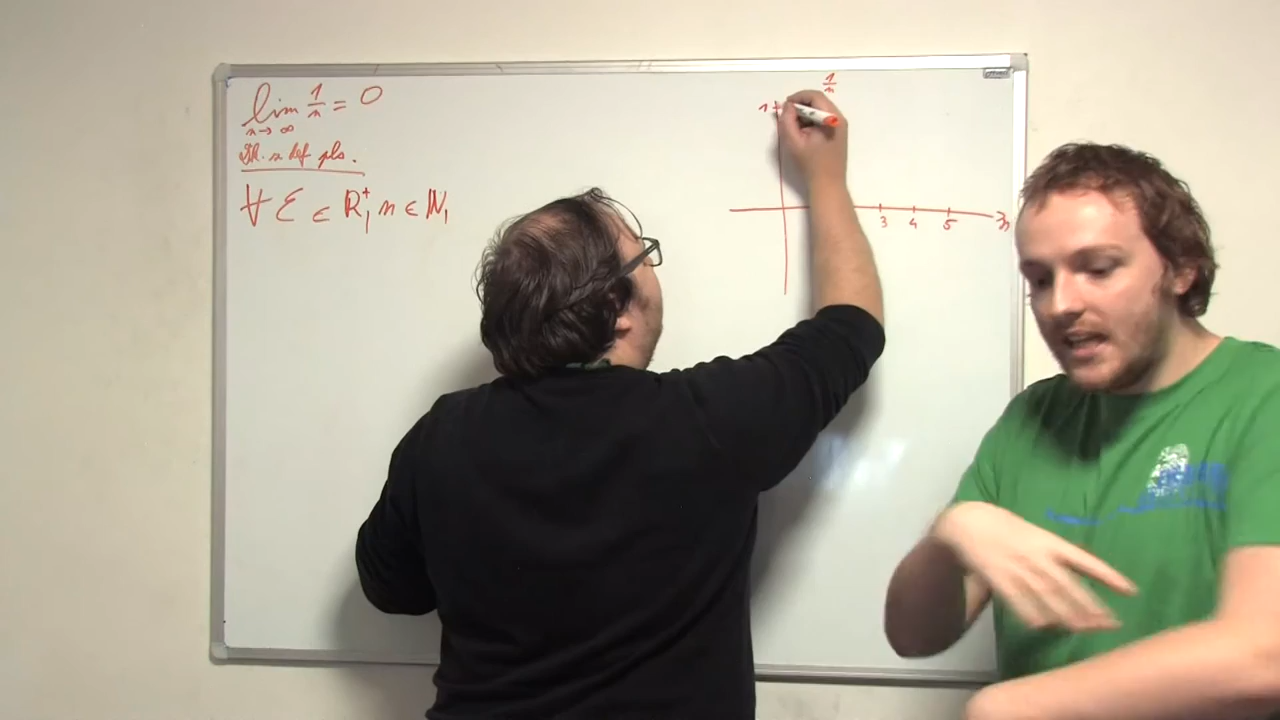 lim 1/n = 0
n→∞
∀ ε ∈ R⁺, n ∈ N,
1/n
1
3 4 5
n